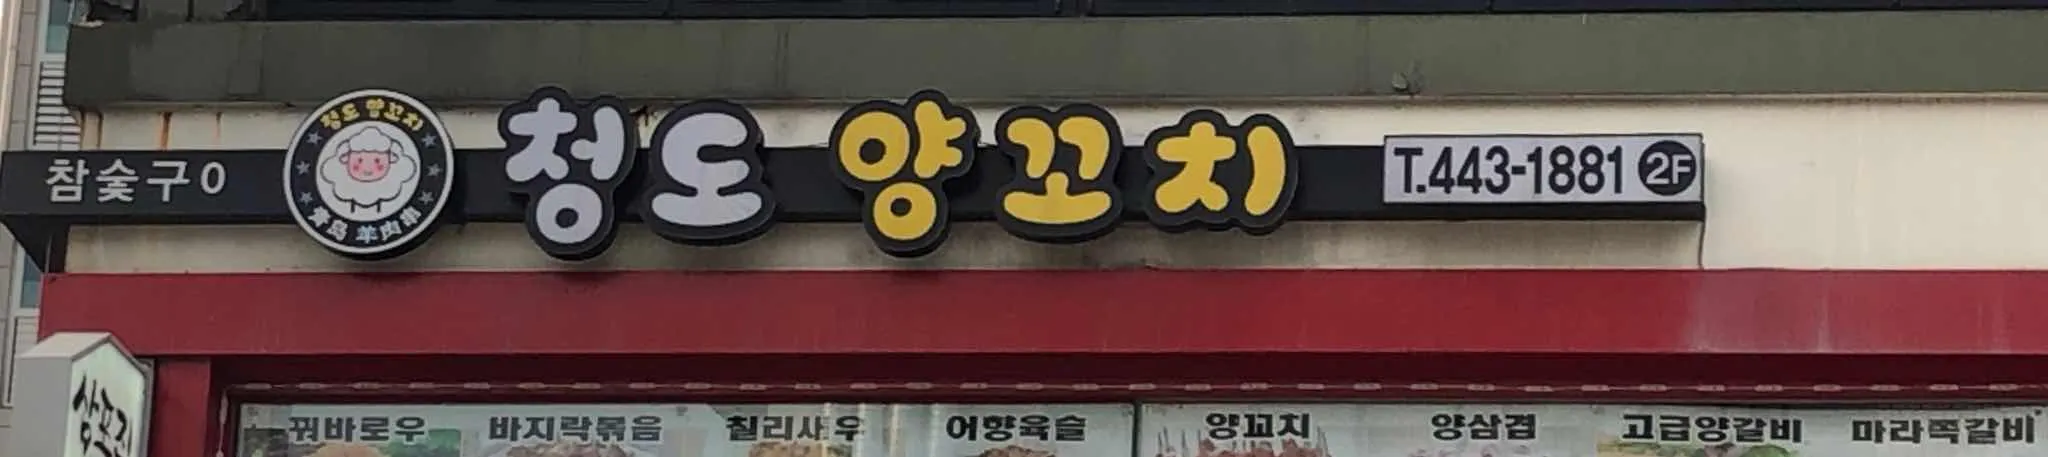 참숯구이
청도 양꼬치
青岛 羊肉串
청도 양꼬치
T.443-1881 2F
꿔바로우 바지락볶음 칠리새우 어향육슬 양꼬치 양삼겹 고급양갈비 마라쪽갈비